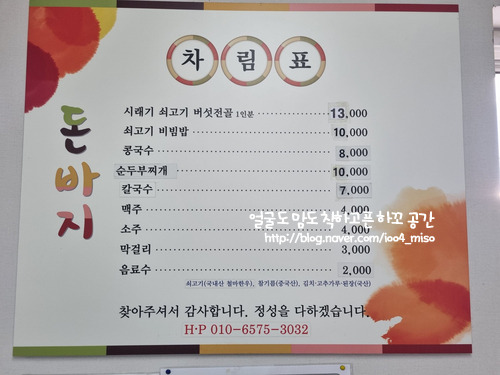 차림표
돈바지
시래기 쇠고기 버섯전골 1인분 13,000
쇠고기 비빔밥 10,000
콩국수 8,000
순두부찌개 10,000
칼국수 7,000
맥주 4,000
소주 4,000
막걸리 3,000
음료수 2,000
얼굴도 맘도 착하고픈 하꼬 공간
http://blog.naver.com/ioo4_miso
쇠고기(국내산 철마한우), 참기름(중국산), 김치·고추가루·된장(국산)
찾아주셔서 감사합니다. 정성을 다하겠습니다.
H·P 010-6575-3032